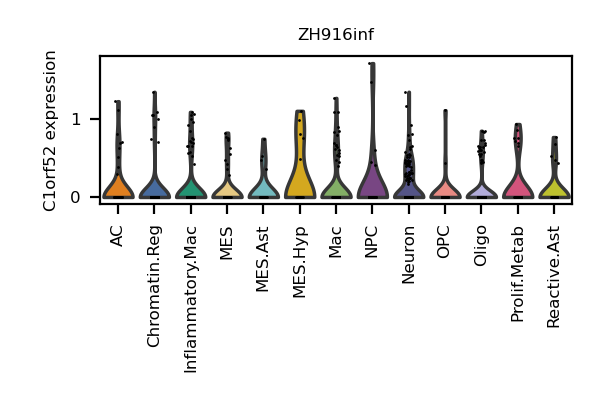 ZH916inf
C1orf52 expression
1
0
AC
Chromatin.Reg
Inflammatory.Mac
MES
MES.Ast
MES.Hyp
Mac
NPC
Neuron
OPC
Oligo
Prolif.Metab
Reactive.Ast